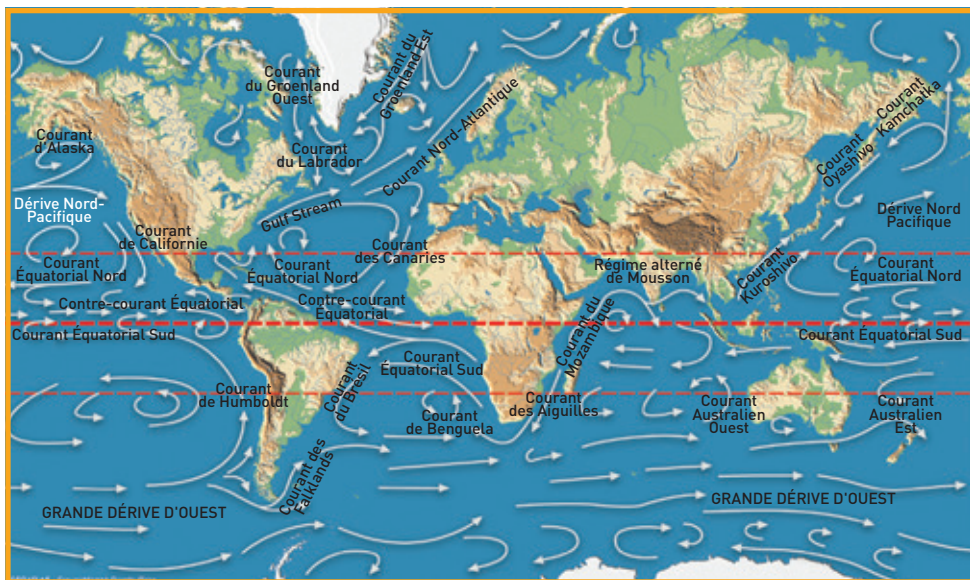 Courant
du Groenland
Ouest
Courant du
Groenland Est
Courant
Kamchatka
Courant
d'Alaska
Courant
du Labrador
Courant Nord-Atlantique
Courant
Oyashivo
Dérive Nord-
Pacifique
Gulf Stream
Dérive Nord
Pacifique
Courant
de Californie
Courant
des Canaries
Courant
Équatorial Nord
Courant
Équatorial Nord
Régime alterné
de Mousson
Courant
Kuroshivo
Courant
Équatorial Nord
Contre-courant Équatorial
Contre-courant
Équatorial
Courant Équatorial Sud
Courant du
Mozambique
Courant Équatorial Sud
Courant
Équatorial Sud
Courant
de Humboldt
Courant
du Bresil
Courant
de Benguela
Courant
des Aiguilles
Courant
Australien
Ouest
Courant
Australien
Est
Courant des
Falklands
GRANDE DÉRIVE D'OUEST
GRANDE DÉRIVE D'OUEST